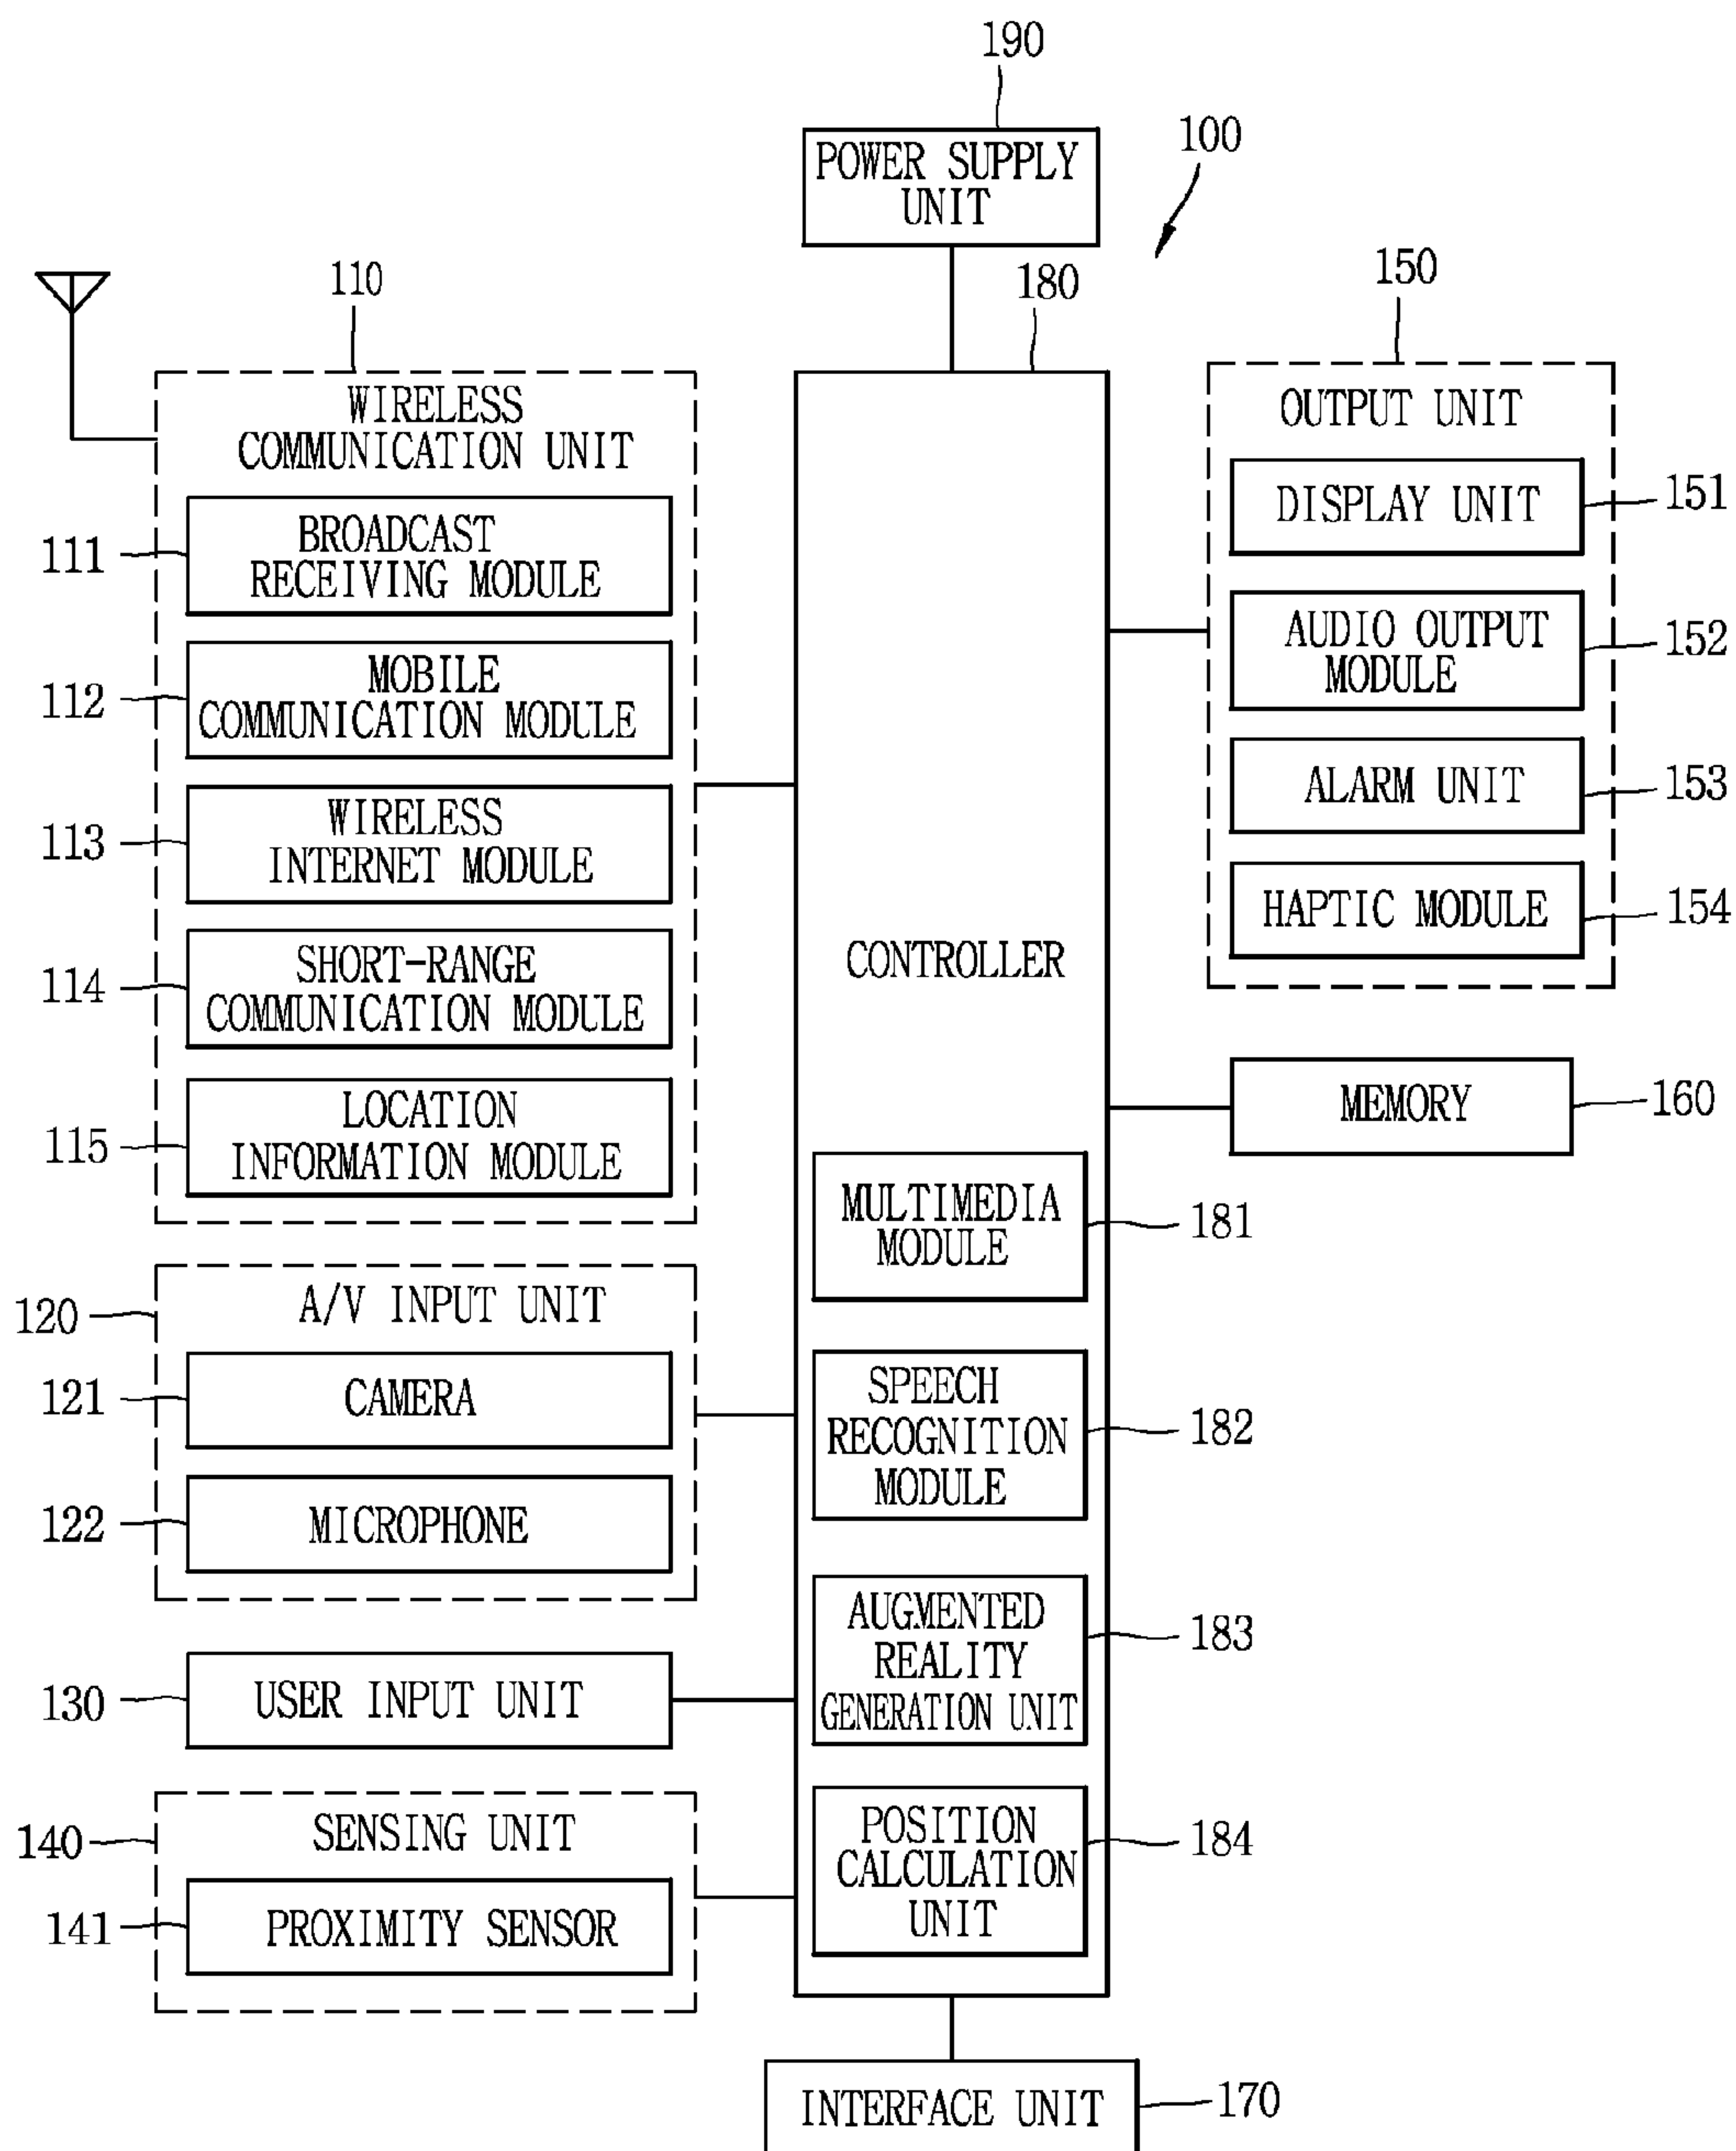 190
POWER SUPPLY
UNIT
100
110
180
150
WIRELESS
COMMUNICATION UNIT
111
BROADCAST
RECEIVING MODULE
112
MOBILE
COMMUNICATION MODULE
113
WIRELESS
INTERNET MODULE
114
SHORT-RANGE
COMMUNICATION MODULE
115
LOCATION
INFORMATION MODULE
120
A/V INPUT UNIT
121
CAMERA
122
MICROPHONE
130
USER INPUT UNIT
140
SENSING UNIT
141
PROXIMITY SENSOR
CONTROLLER
MULTIMEDIA
MODULE
181
SPEECH
RECOGNITION
MODULE
182
AUGMENTED
REALITY
GENERATION UNIT
183
POSITION
CALCULATION
UNIT
184
OUTPUT UNIT
DISPLAY UNIT
151
AUDIO OUTPUT
MODULE
152
ALARM UNIT
153
HAPTIC MODULE
154
MEMORY
160
INTERFACE UNIT
170